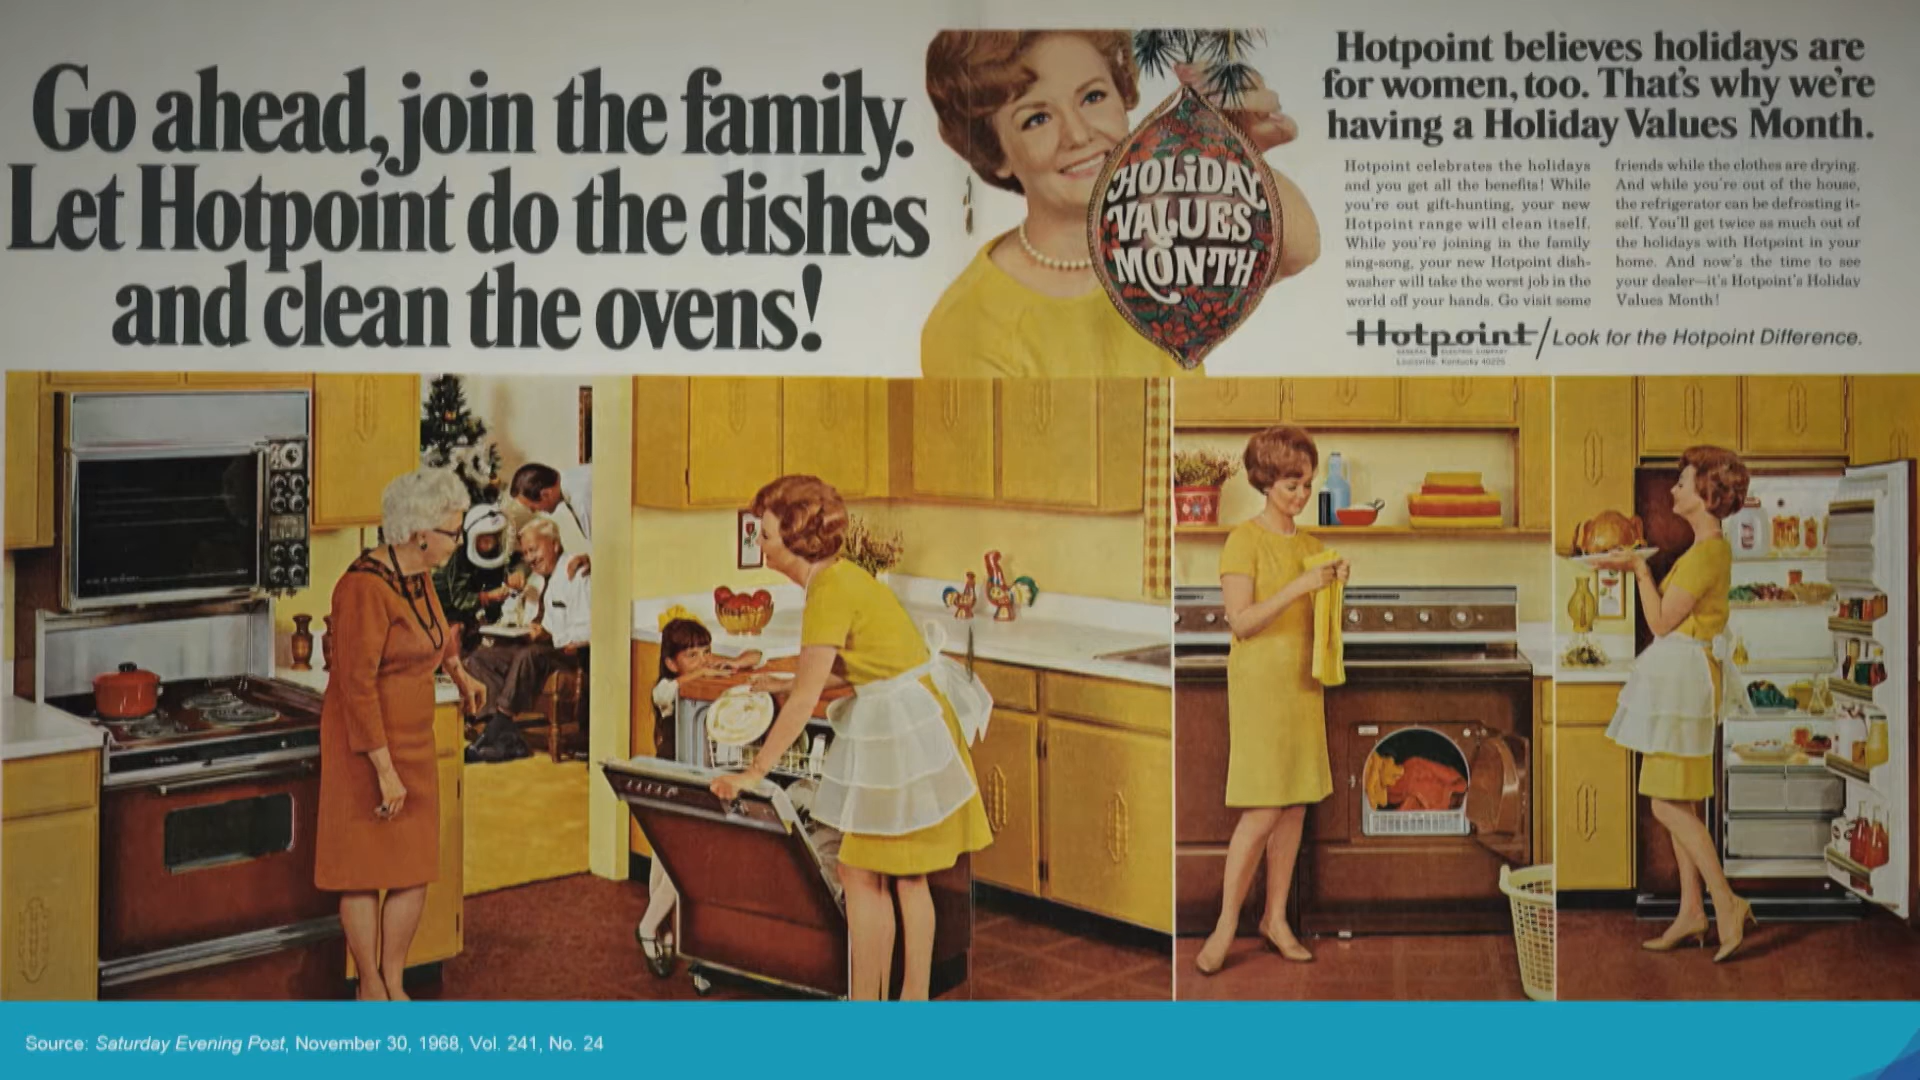 Go ahead, join the family.
Let Hotpoint do the dishes
and clean the ovens!
HOLiDAY
VALUES
MONTH
Hotpoint believes holidays are
for women, too. That's why we're
having a Holiday Values Month.
Hotpoint celebrates the holidays
and you get all the benefits! While
you're out gift-hunting, your new
Hotpoint range will clean itself.
While you're joining in the family
sing-song, your new Hotpoint dish-
washer will take the worst job in the
world off your hands. Go visit some
friends while the clothes are drying.
And while you're out of the house,
the refrigerator can be defrosting it-
self. You'll get twice as much out of
the holidays with Hotpoint in your
home. And now's the time to see
your dealer—it's Hotpoint's Holiday
Values Month!
Hotpoint / Look for the Hotpoint Difference.
GENERAL ELECTRIC COMPANY
Louisville, Kentucky 40225
Source: Saturday Evening Post, November 30, 1968, Vol. 241, No. 24